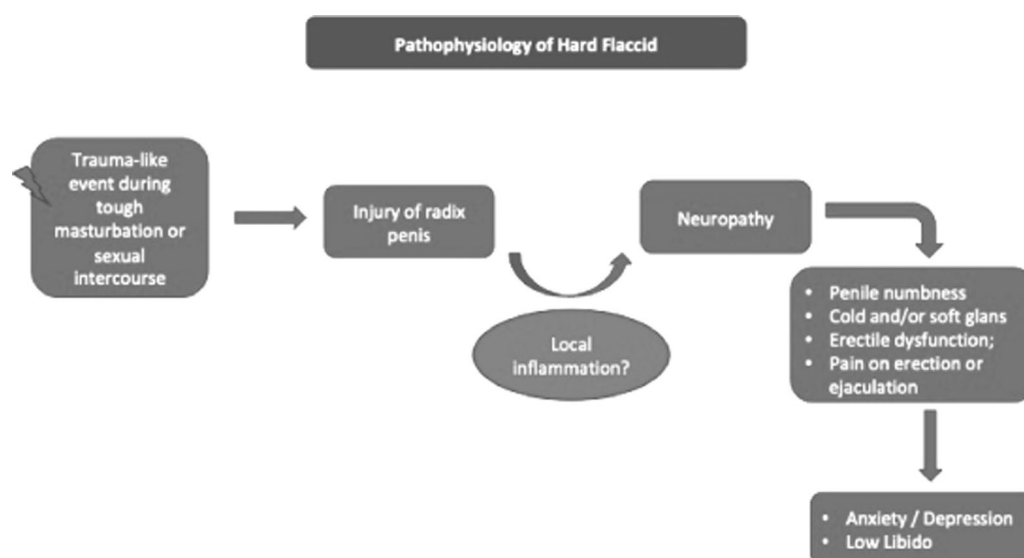 Pathophysiology of Hard Flaccid
Trauma-like
event during
tough
masturbation or
sexual
intercourse
Injury of radix
penis
Local
inflammation?
Neuropathy
• Penile numbness
• Cold and/or soft glans
• Erectile dysfunction;
• Pain on erection or
ejaculation
• Anxiety / Depression
• Low Libido